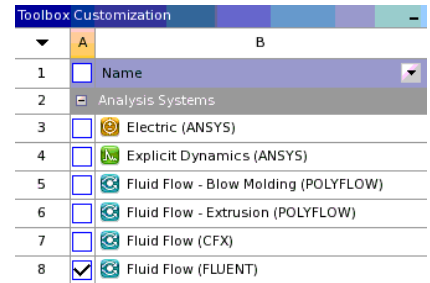 Toolbox Customization
A B
1 Name
2 Analysis Systems
3 Electric (ANSYS)
4 Explicit Dynamics (ANSYS)
5 Fluid Flow - Blow Molding (POLYFLOW)
6 Fluid Flow - Extrusion (POLYFLOW)
7 Fluid Flow (CFX)
8 Fluid Flow (FLUENT)